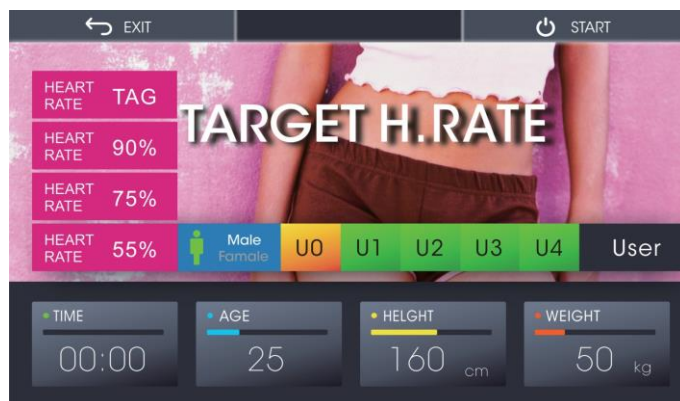 EXIT
START
HEART RATE TAG
TARGET H.RATE
HEART RATE 90%
HEART RATE 75%
HEART RATE 55%
Male
Famale
U0 U1 U2 U3 U4 User
TIME AGE HELGHT WEIGHT
00:00 25 160 cm 50 kg